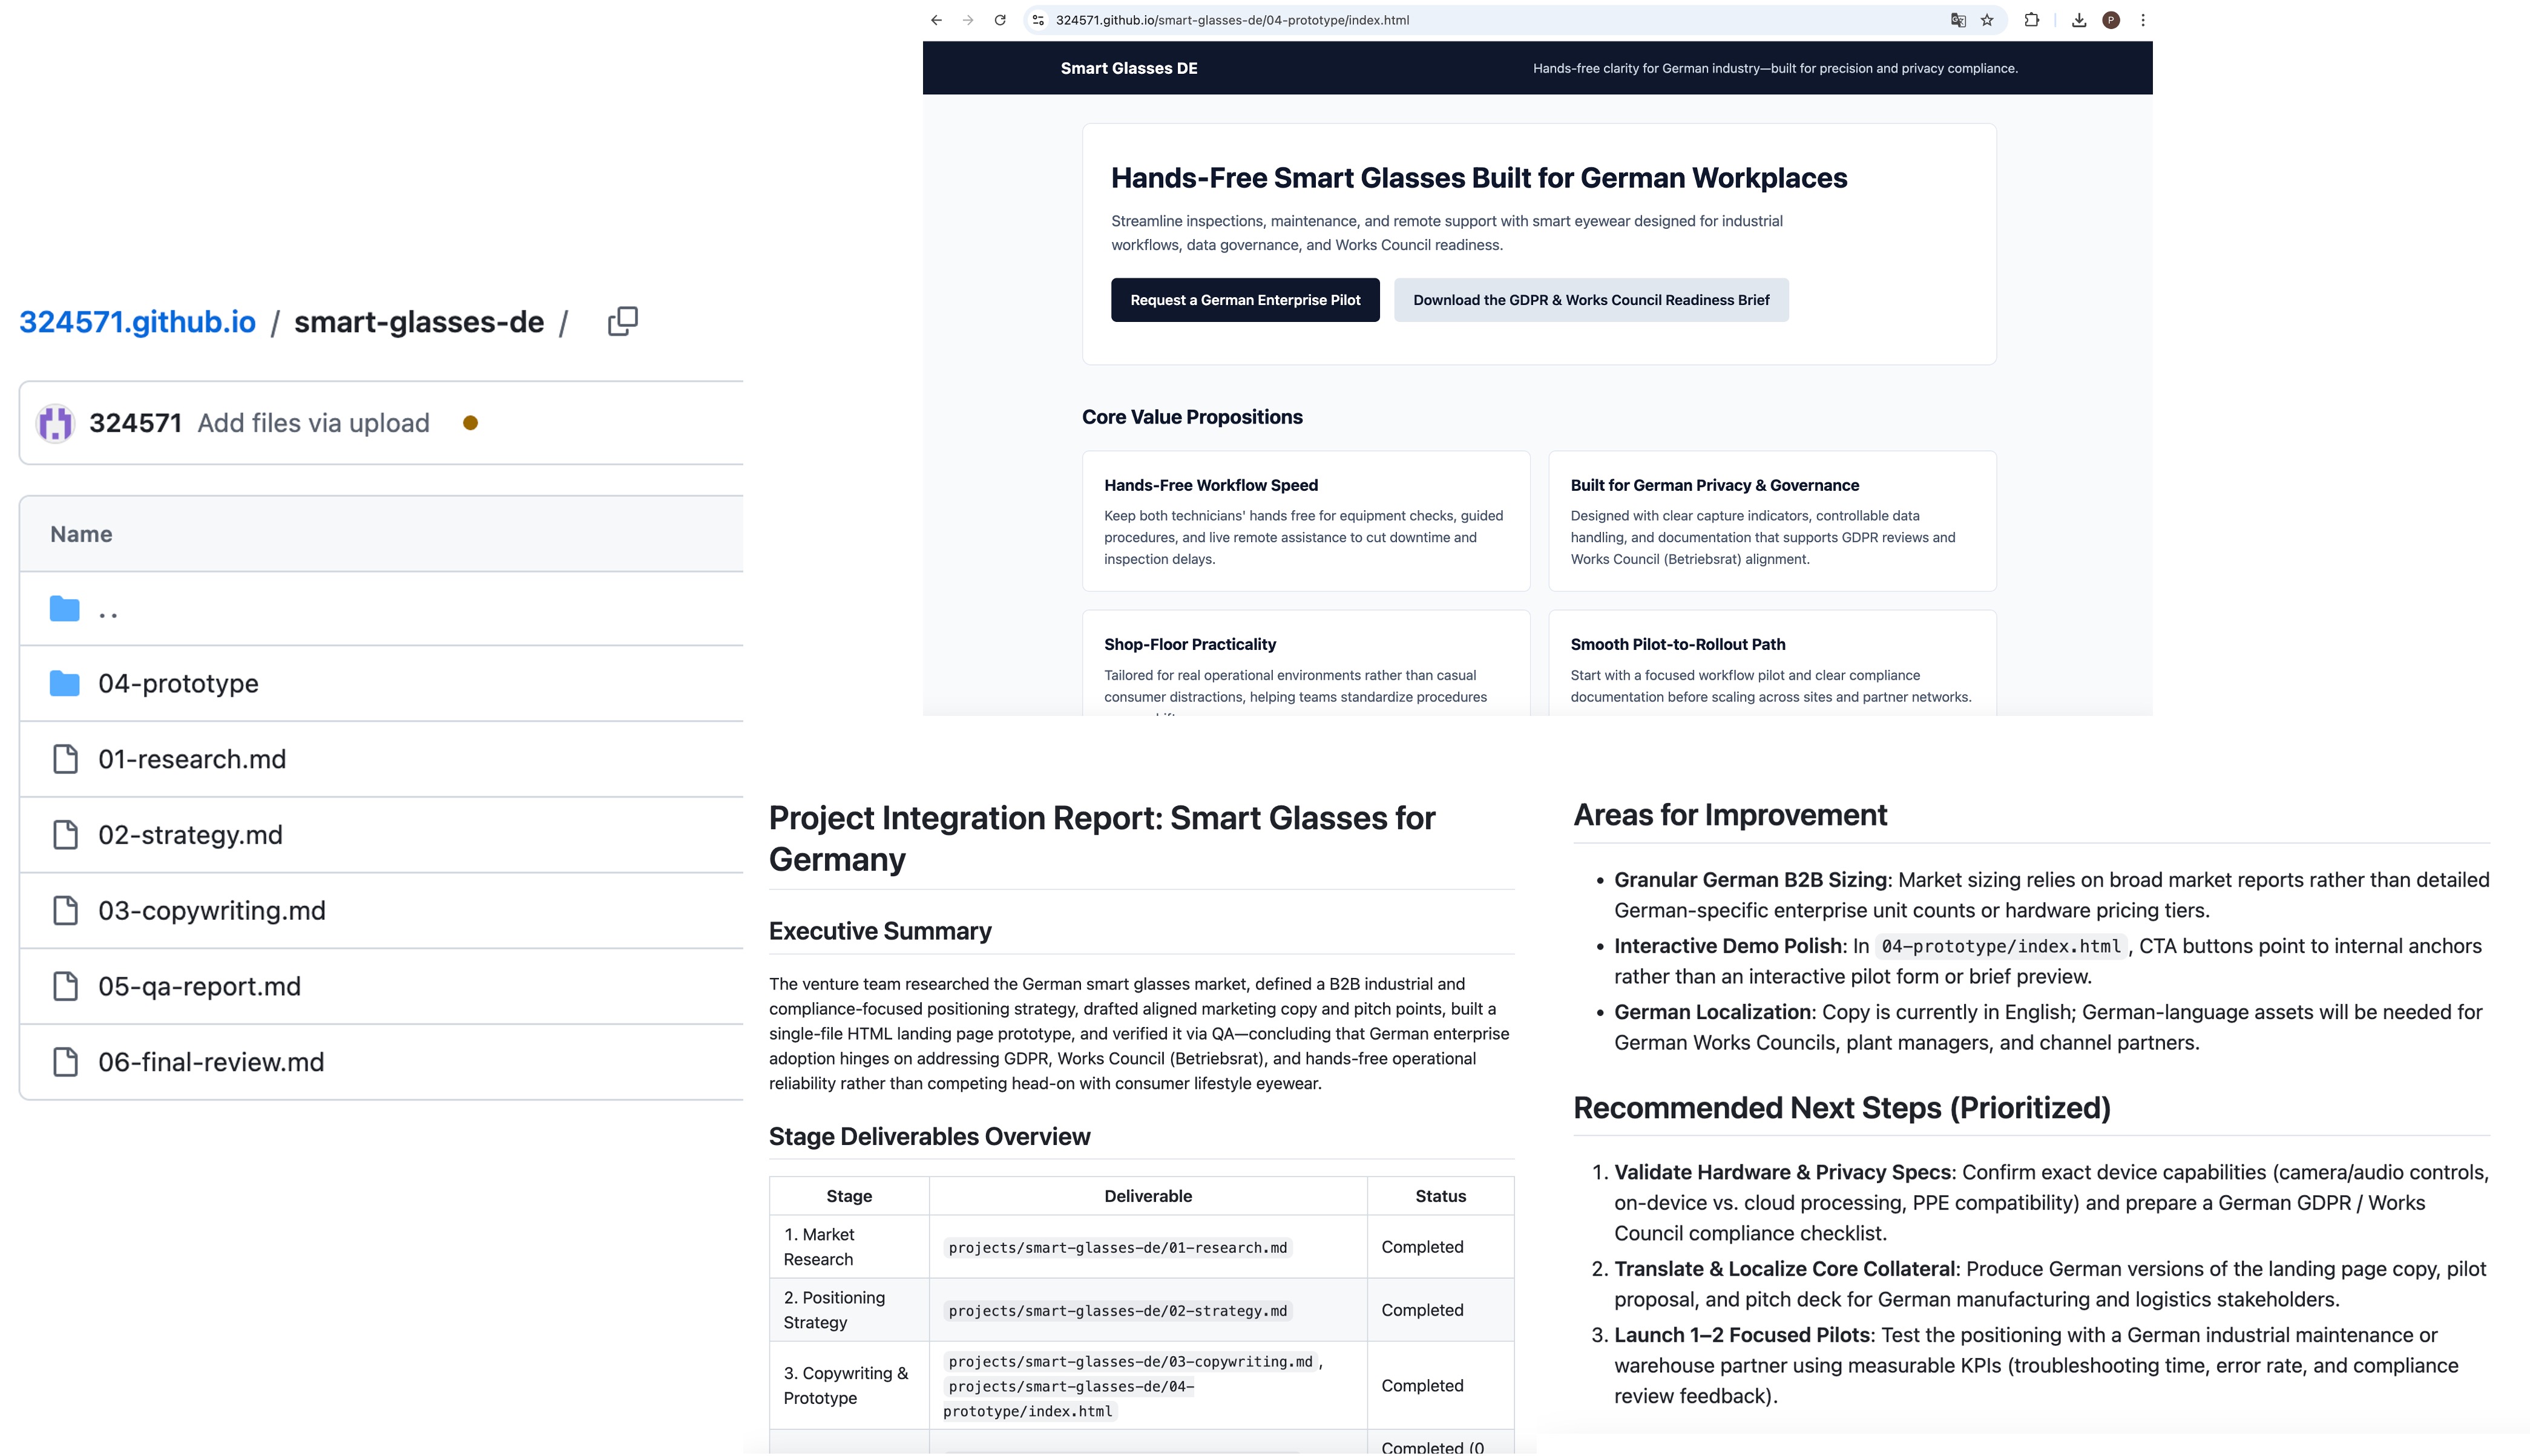 324571.github.io / smart-glasses-de /
324571 Add files via upload
Name
..
04-prototype
01-research.md
02-strategy.md
03-copywriting.md
05-qa-report.md
06-final-review.md
324571.github.io/smart-glasses-de/04-prototype/index.html
P
Smart Glasses DE
Hands-free clarity for German industry—built for precision and privacy compliance.
Hands-Free Smart Glasses Built for German Workplaces
Streamline inspections, maintenance, and remote support with smart eyewear designed for industrial
workflows, data governance, and Works Council readiness.
Request a German Enterprise Pilot
Download the GDPR & Works Council Readiness Brief
Core Value Propositions
Hands-Free Workflow Speed
Keep both technicians' hands free for equipment checks, guided
procedures, and live remote assistance to cut downtime and
inspection delays.
Built for German Privacy & Governance
Designed with clear capture indicators, controllable data
handling, and documentation that supports GDPR reviews and
Works Council (Betriebsrat) alignment.
Shop-Floor Practicality
Tailored for real operational environments rather than casual
consumer distractions, helping teams standardize procedures
Smooth Pilot-to-Rollout Path
Start with a focused workflow pilot and clear compliance
documentation before scaling across sites and partner networks.
Project Integration Report: Smart Glasses for
Germany
Executive Summary
The venture team researched the German smart glasses market, defined a B2B industrial and
compliance-focused positioning strategy, drafted aligned marketing copy and pitch points, built a
single-file HTML landing page prototype, and verified it via QA—concluding that German enterprise
adoption hinges on addressing GDPR, Works Council (Betriebsrat), and hands-free operational
reliability rather than competing head-on with consumer lifestyle eyewear.
Stage Deliverables Overview
Stage Deliverable Status
1. Market
Research
projects/smart-glasses-de/01-research.md
Completed
2. Positioning
Strategy
projects/smart-glasses-de/02-strategy.md
Completed
3. Copywriting &
Prototype
projects/smart-glasses-de/03-copywriting.md,
projects/smart-glasses-de/04-
prototype/index.html
Completed
Completed (0
Areas for Improvement
• Granular German B2B Sizing: Market sizing relies on broad market reports rather than detailed
German-specific enterprise unit counts or hardware pricing tiers.
• Interactive Demo Polish: In 04-prototype/index.html, CTA buttons point to internal anchors
rather than an interactive pilot form or brief preview.
• German Localization: Copy is currently in English; German-language assets will be needed for
German Works Councils, plant managers, and channel partners.
Recommended Next Steps (Prioritized)
1. Validate Hardware & Privacy Specs: Confirm exact device capabilities (camera/audio controls,
on-device vs. cloud processing, PPE compatibility) and prepare a German GDPR / Works
Council compliance checklist.
2. Translate & Localize Core Collateral: Produce German versions of the landing page copy, pilot
proposal, and pitch deck for German manufacturing and logistics stakeholders.
3. Launch 1–2 Focused Pilots: Test the positioning with a German industrial maintenance or
warehouse partner using measurable KPIs (troubleshooting time, error rate, and compliance
review feedback).